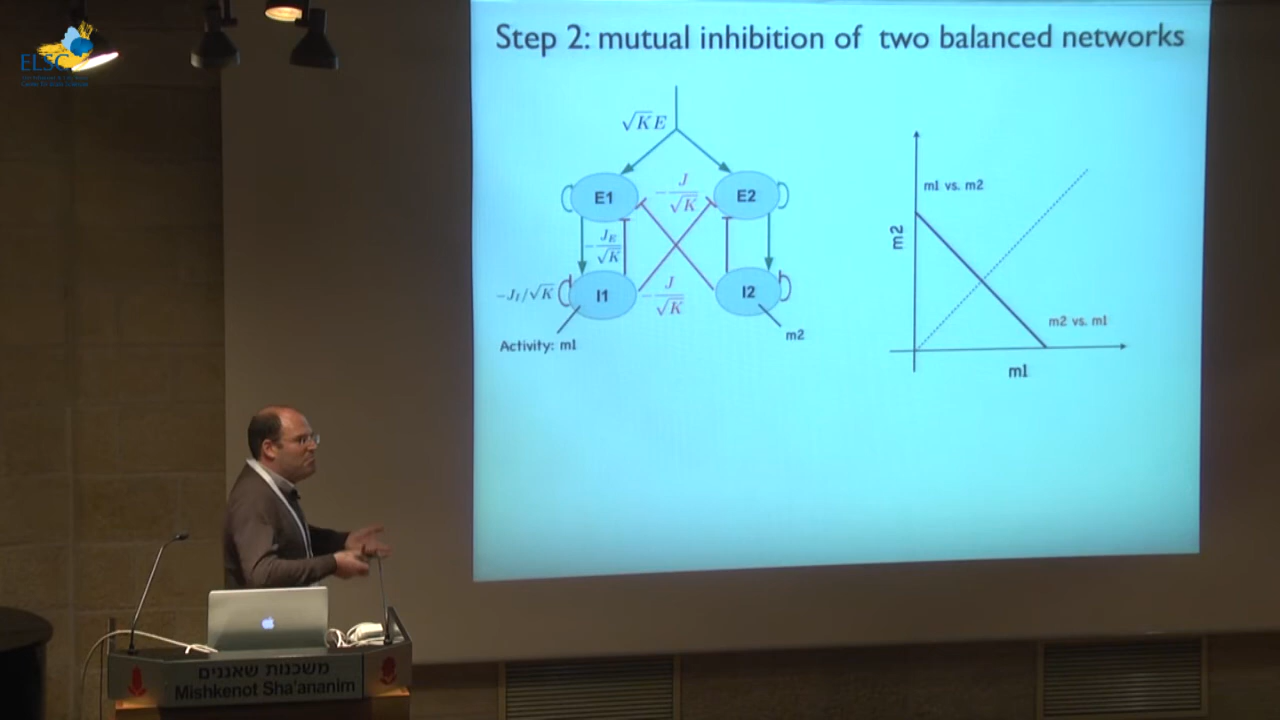 ELSC
Step 2: mutual inhibition of two balanced networks
√K E
E1
E2
-J/√K
-J_E/√K
-J_I/√K
I1
I2
-J/√K
Activity: m1
m2
m1 vs. m2
m2
m2 vs. m1
m1
משכנות שאננים
Mishkenot Sha'ananim